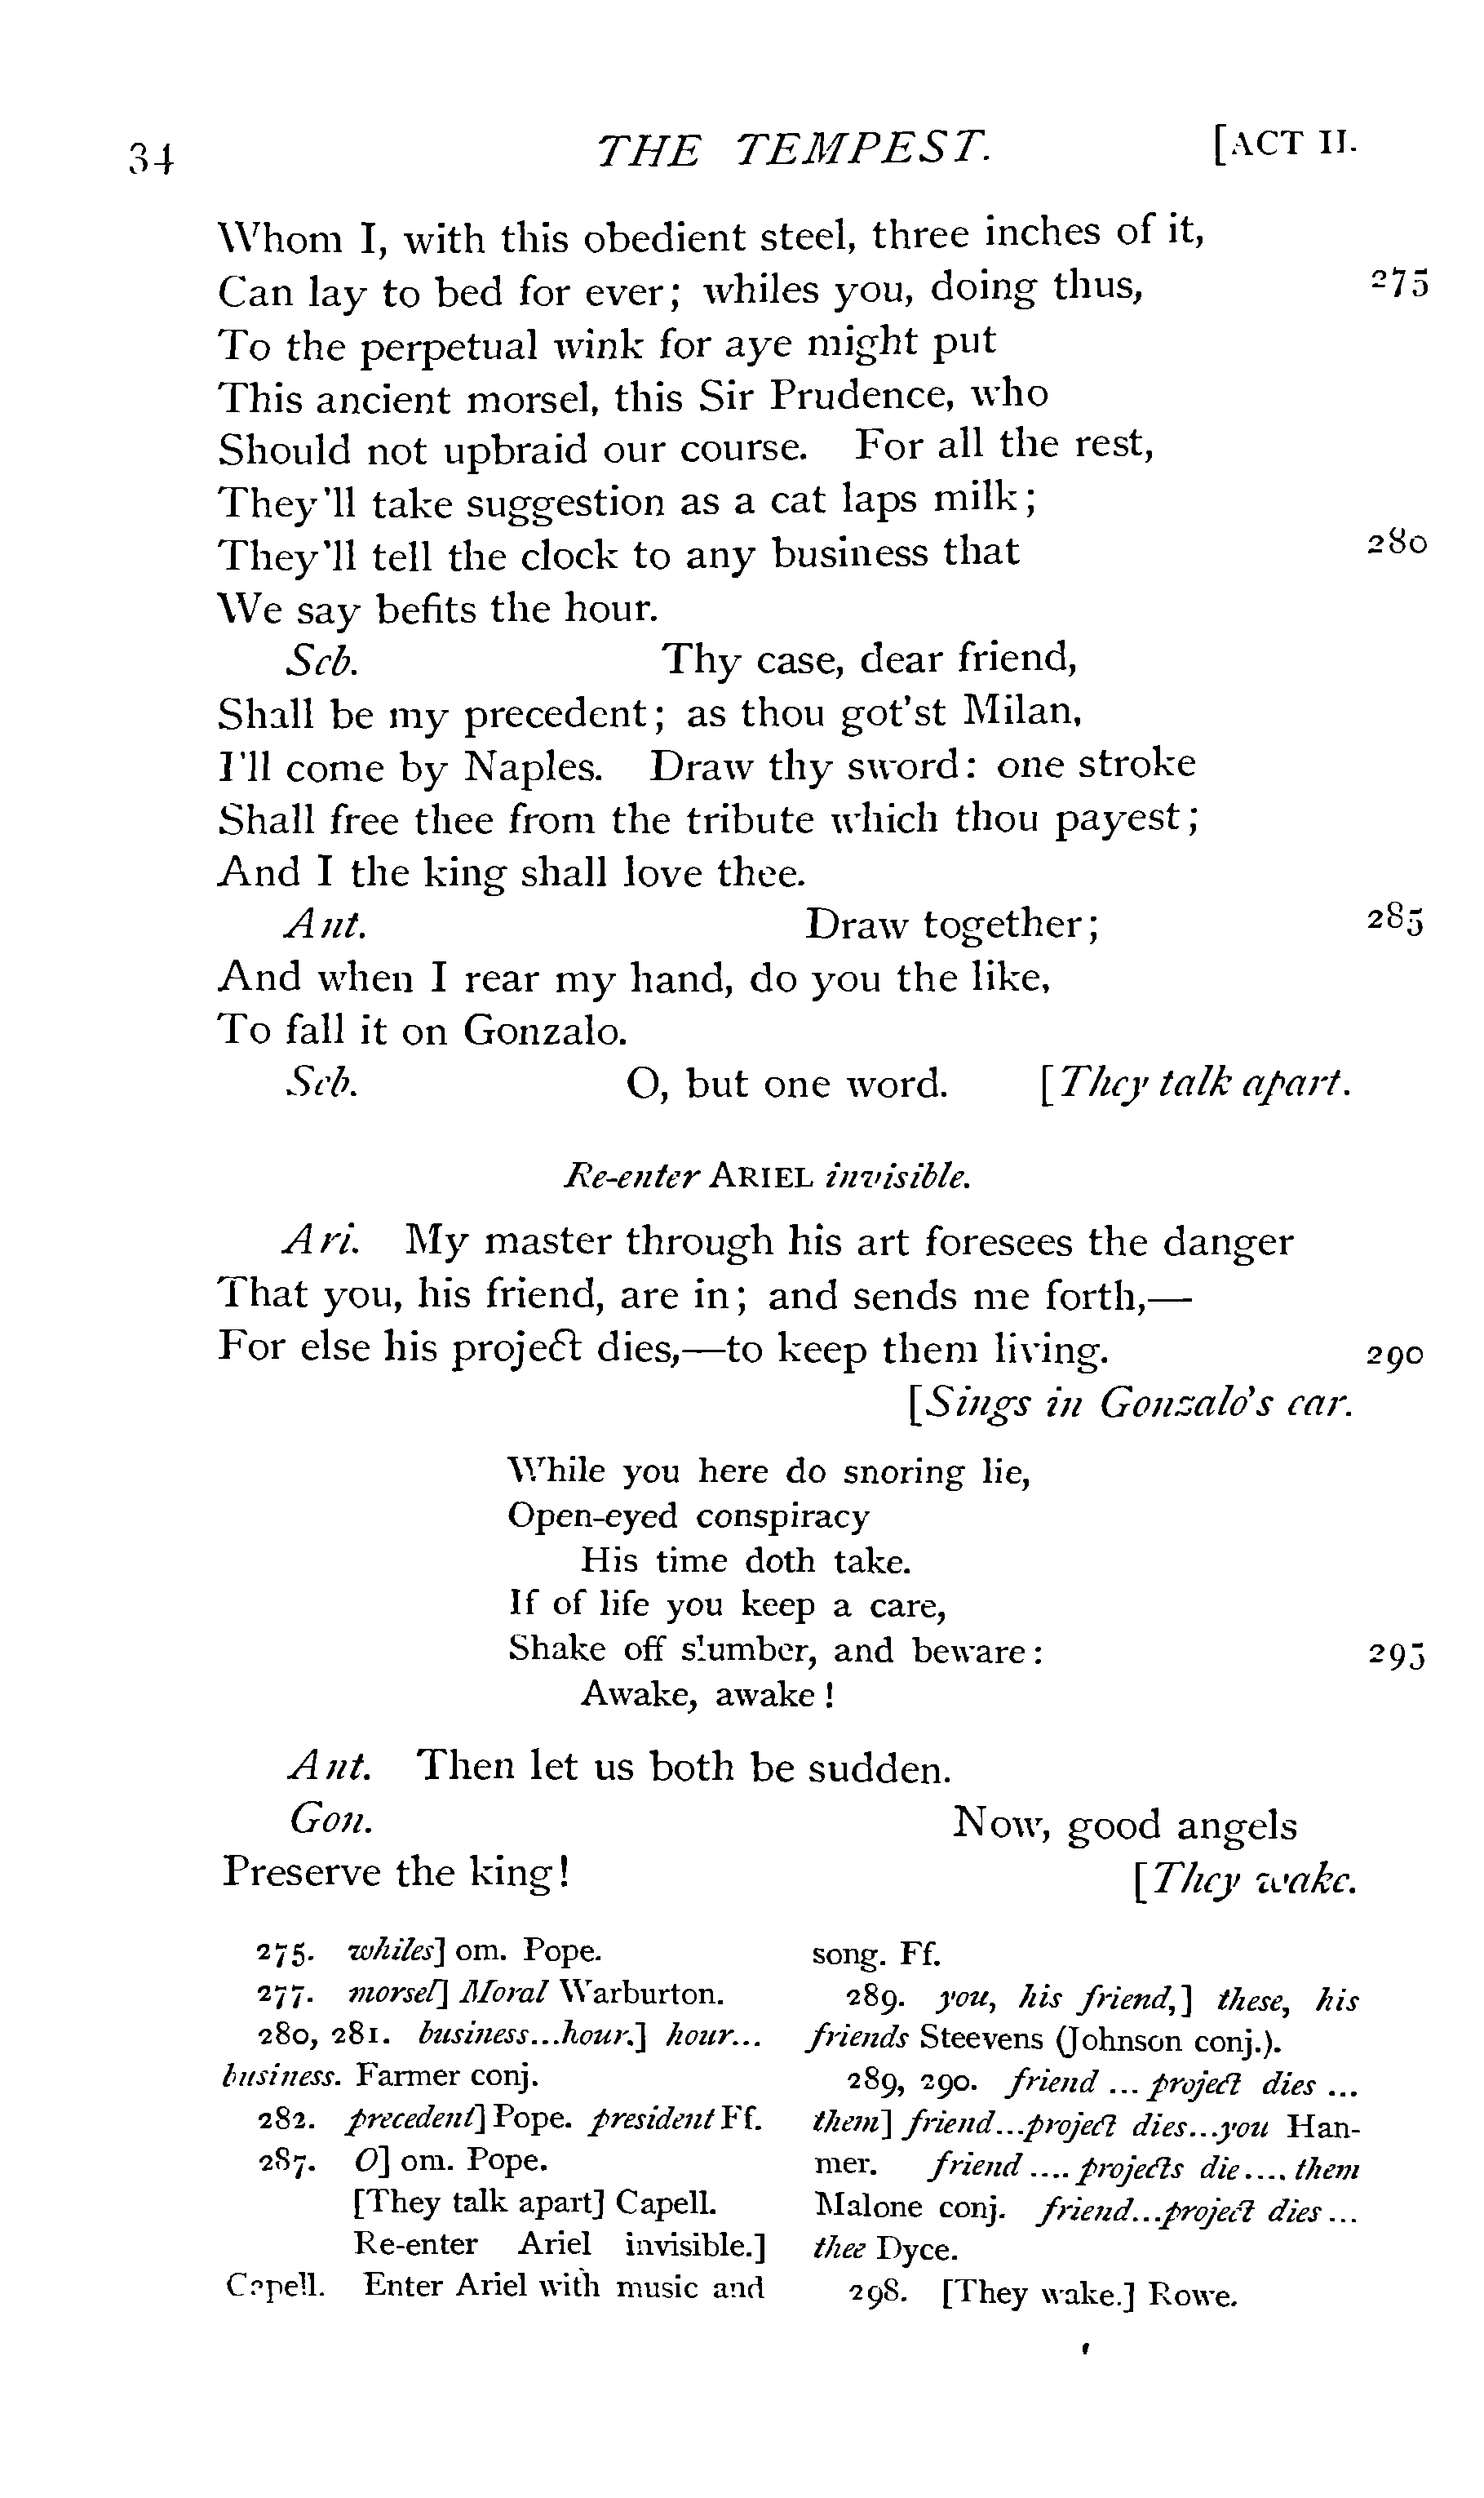 34 THE TEMPEST. [ACT II.
Whom I, with this obedient steel, three inches of it,
Can lay to bed for ever; whiles you, doing thus, 275
To the perpetual wink for aye might put
This ancient morsel, this Sir Prudence, who
Should not upbraid our course. For all the rest,
They'll take suggestion as a cat laps milk;
They'll tell the clock to any business that 280
We say befits the hour.
Seb. Thy case, dear friend,
Shall be my precedent; as thou got'st Milan,
I'll come by Naples. Draw thy sword: one stroke
Shall free thee from the tribute which thou payest;
And I the king shall love thee.
Ant. Draw together; 285
And when I rear my hand, do you the like,
To fall it on Gonzalo.
Seb. O, but one word. [They talk apart.
Re-enter ARIEL invisible.
Ari. My master through his art foresees the danger
That you, his friend, are in; and sends me forth,—
For else his project dies,—to keep them living. 290
[Sings in Gonzalo's ear.
While you here do snoring lie,
Open-eyed conspiracy
His time doth take.
If of life you keep a care,
Shake off slumber, and beware: 295
Awake, awake!
Ant. Then let us both be sudden.
Gon. Now, good angels
Preserve the king! [They wake.
275. whiles] om. Pope.
277. morsel] Moral Warburton.
280, 281. business...hour.] hour...
business. Farmer conj.
282. precedent] Pope. president Ff.
287. O] om. Pope.
[They talk apart] Capell.
Re-enter Ariel invisible.]
Capell. Enter Ariel with music and
song. Ff.
289. you, his friend,] these, his
friends Steevens (Johnson conj.).
289, 290. friend ... project dies ...
them] friend...project dies...you Han-
mer. friend .... projects die.... them
Malone conj. friend...project dies...
thee Dyce.
298. [They wake.] Rowe.